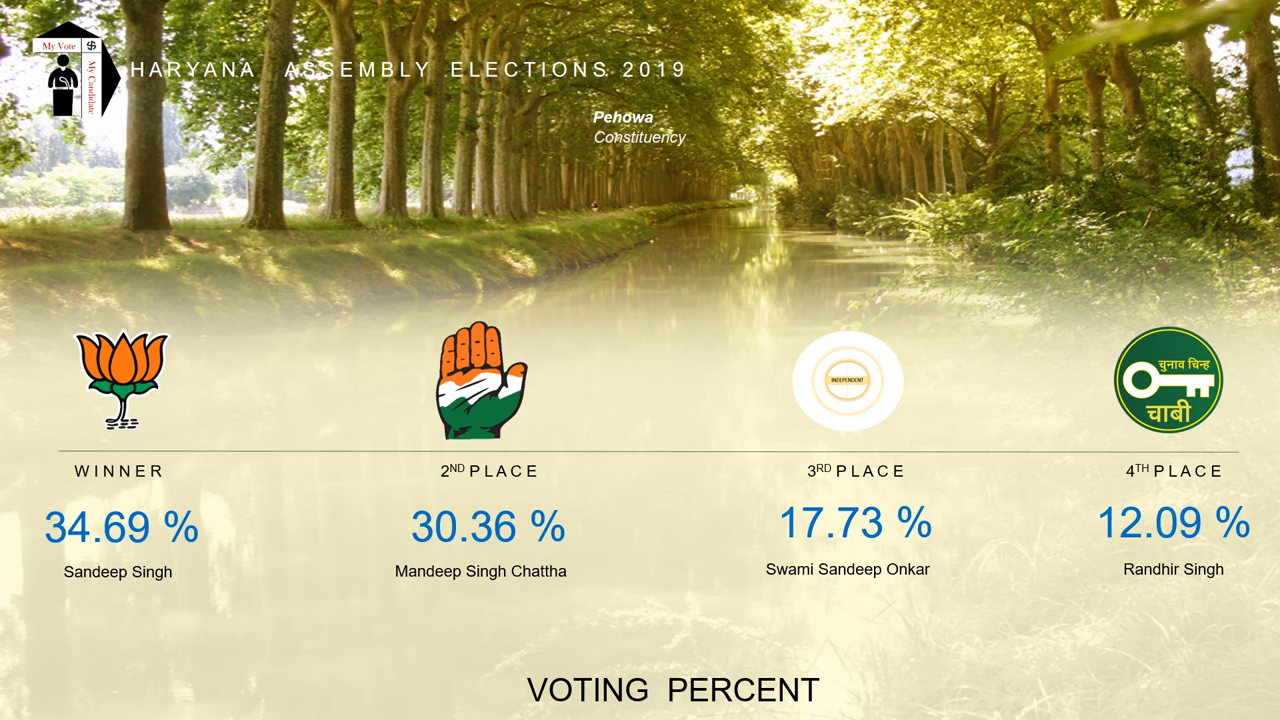 My Vote
My Candidate
HARYANA ASSEMBLY ELECTIONS 2019
Pehowa
Constituency
INDEPENDENT
चुनाव चिन्ह
चाबी
WINNER
2ND PLACE
3RD PLACE
4TH PLACE
34.69 %
30.36 %
17.73 %
12.09 %
Sandeep Singh
Mandeep Singh Chattha
Swami Sandeep Onkar
Randhir Singh
VOTING PERCENT